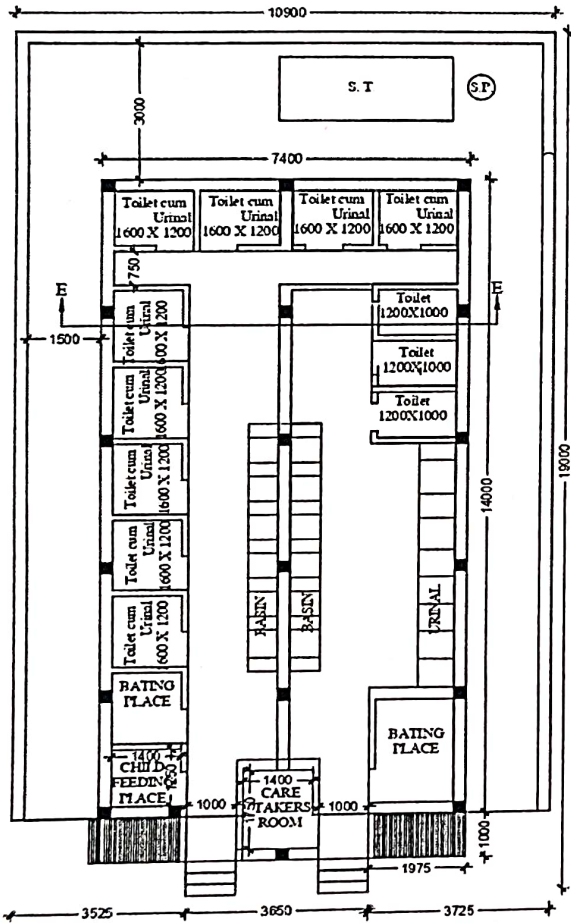 10900
S. T
S.P.
3000
7400
Toilet cum
Urinal
1600 X 1200
Toilet cum
Urinal
1600 X 1200
Toilet cum
Urinal
1600 X 1200
Toilet cum
Urinal
1600 X 1200
750
E
E
Toilet
1200X1000
Toilet
1200X1000
Toilet
1200X1000
1500
Toilet cum
Urinal
1600 X 1200
Toilet cum
Urinal
1600 X 1200
Toilet cum
Urinal
1600 X 1200
Toilet cum
Urinal
1600 X 1200
Toilet cum
Urinal
1600 X 1200
19000
14000
BASIN
BASIN
URINAL
BATING
PLACE
BATING
PLACE
1400
1250
CHILD
FEEDING
PLACE
1400
CARE
TAKERS
ROOM
1000
1000
1000
1975
3525
3650
3725